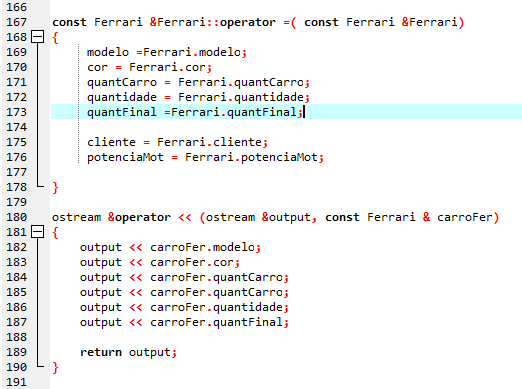 166
167 const Ferrari &Ferrari::operator =( const Ferrari &Ferrari)
168 {
169 modelo =Ferrari.modelo;
170 cor = Ferrari.cor;
171 quantCarro = Ferrari.quantCarro;
172 quantidade = Ferrari.quantidade;
173 quantFinal =Ferrari.quantFinal;
174
175 cliente = Ferrari.cliente;
176 potenciaMot = Ferrari.potenciaMot;
177
178 }
179
180 ostream &operator << (ostream &output, const Ferrari & carroFer)
181 {
182 output << carroFer.modelo;
183 output << carroFer.cor;
184 output << carroFer.quantCarro;
185 output << carroFer.quantCarro;
186 output << carroFer.quantidade;
187 output << carroFer.quantFinal;
188
189 return output;
190 }
191